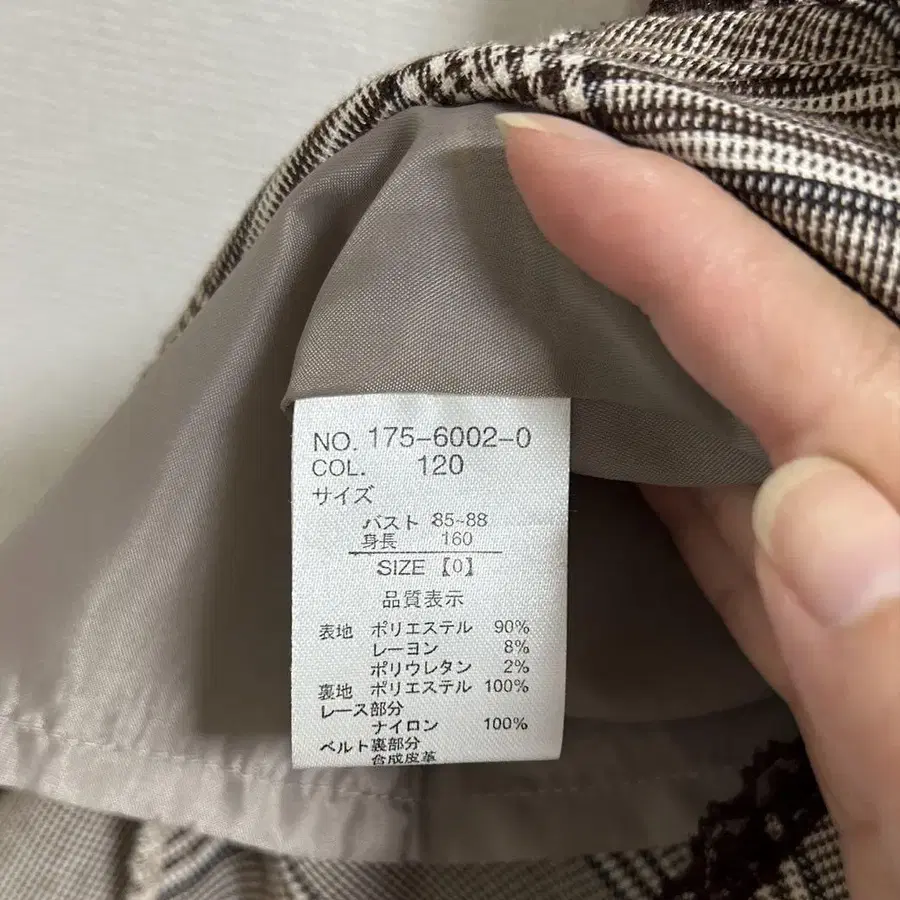 NO. 175-6002-0
COL. 120
サイズ
バスト 85~88
身長 160
SIZE 【0】
品質表示
表地 ポリエステル 90%
レーヨン 8%
ポリウレタン 2%
裏地 ポリエステル 100%
レース部分
ナイロン 100%
ベルト裏部分
合成皮革